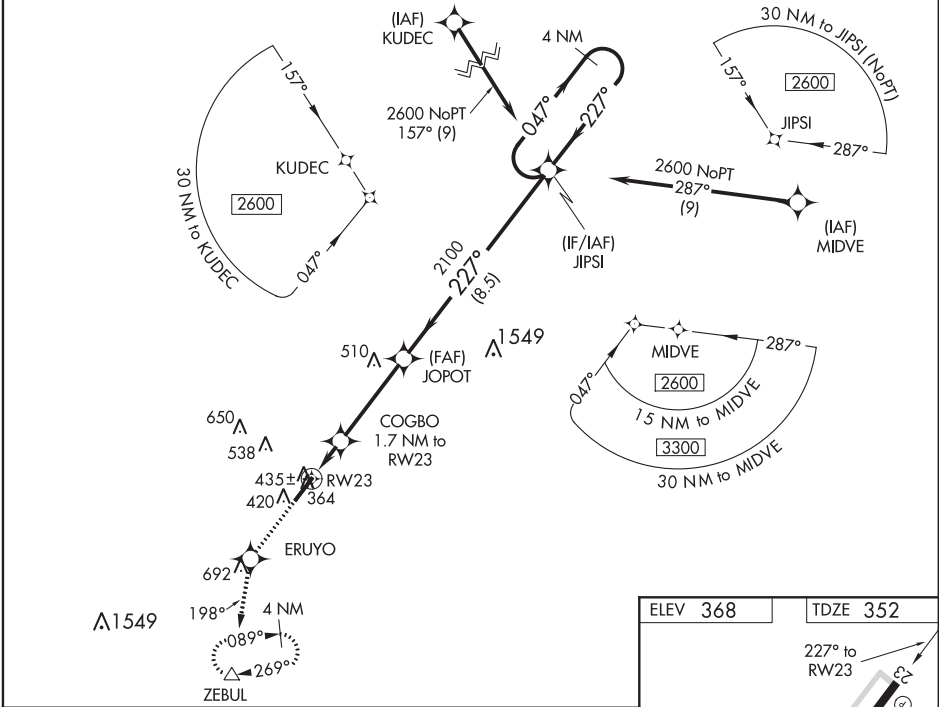 (IAF)
KUDEC
4 NM
2600 NoPT
157° (9)
047°
227°
30 NM to JIPSI (NoPT)
157°
2600
JIPSI
287°
157°
KUDEC
2600
047°
30 NM to KUDEC
2600 NoPT
287°
(9)
(IAF)
MIDVE
(IF/IAF)
JIPSI
2100
227°
(8.5)
510
(FAF)
JOPOT
1549
MIDVE
287°
047°
2600
15 NM to MIDVE
3300
30 NM to MIDVE
650
538
COGBO
1.7 NM to
RW23
435±
RW23
420
364
ERUYO
692
198°
4 NM
089°
269°
ZEBUL
1549
ELEV 368
TDZE 352
227° to
RW23
23